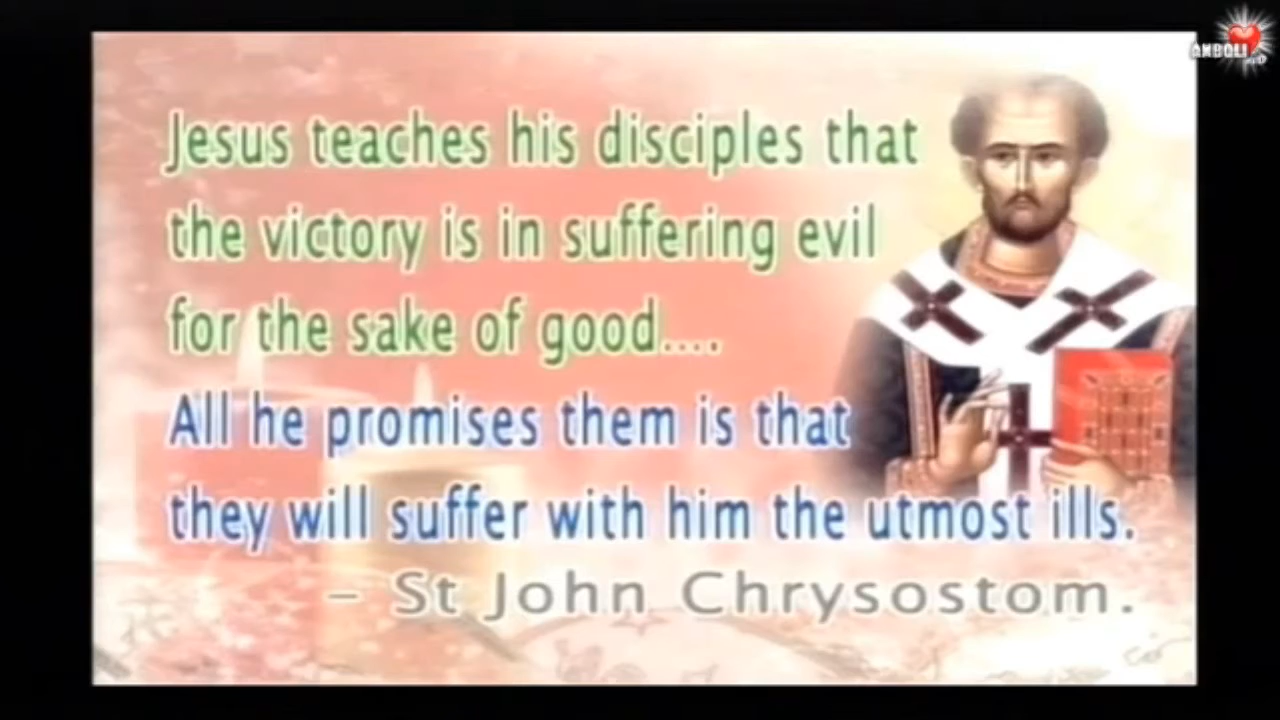 Jesus teaches his disciples that
the victory is in suffering evil
for the sake of good....
All he promises them is that
they will suffer with him the utmost ills.
– St John Chrysostom.
ANBOLI